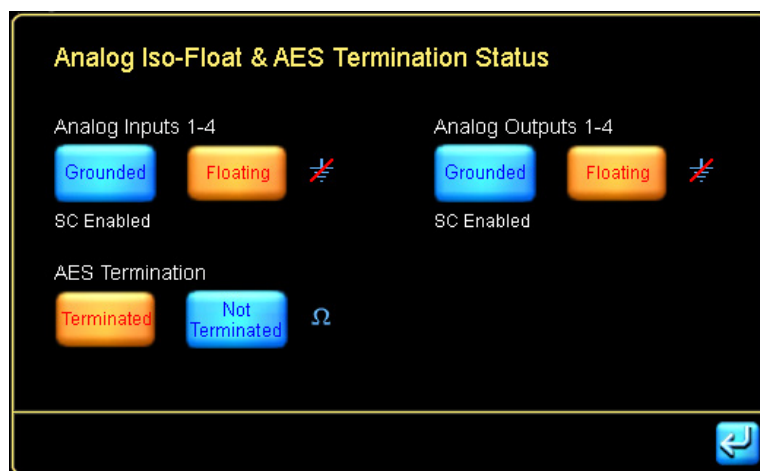 Analog Iso-Float & AES Termination Status
Analog Inputs 1-4
Grounded
Floating
SC Enabled
Analog Outputs 1-4
Grounded
Floating
SC Enabled
AES Termination
Terminated
Not
Terminated
Ω